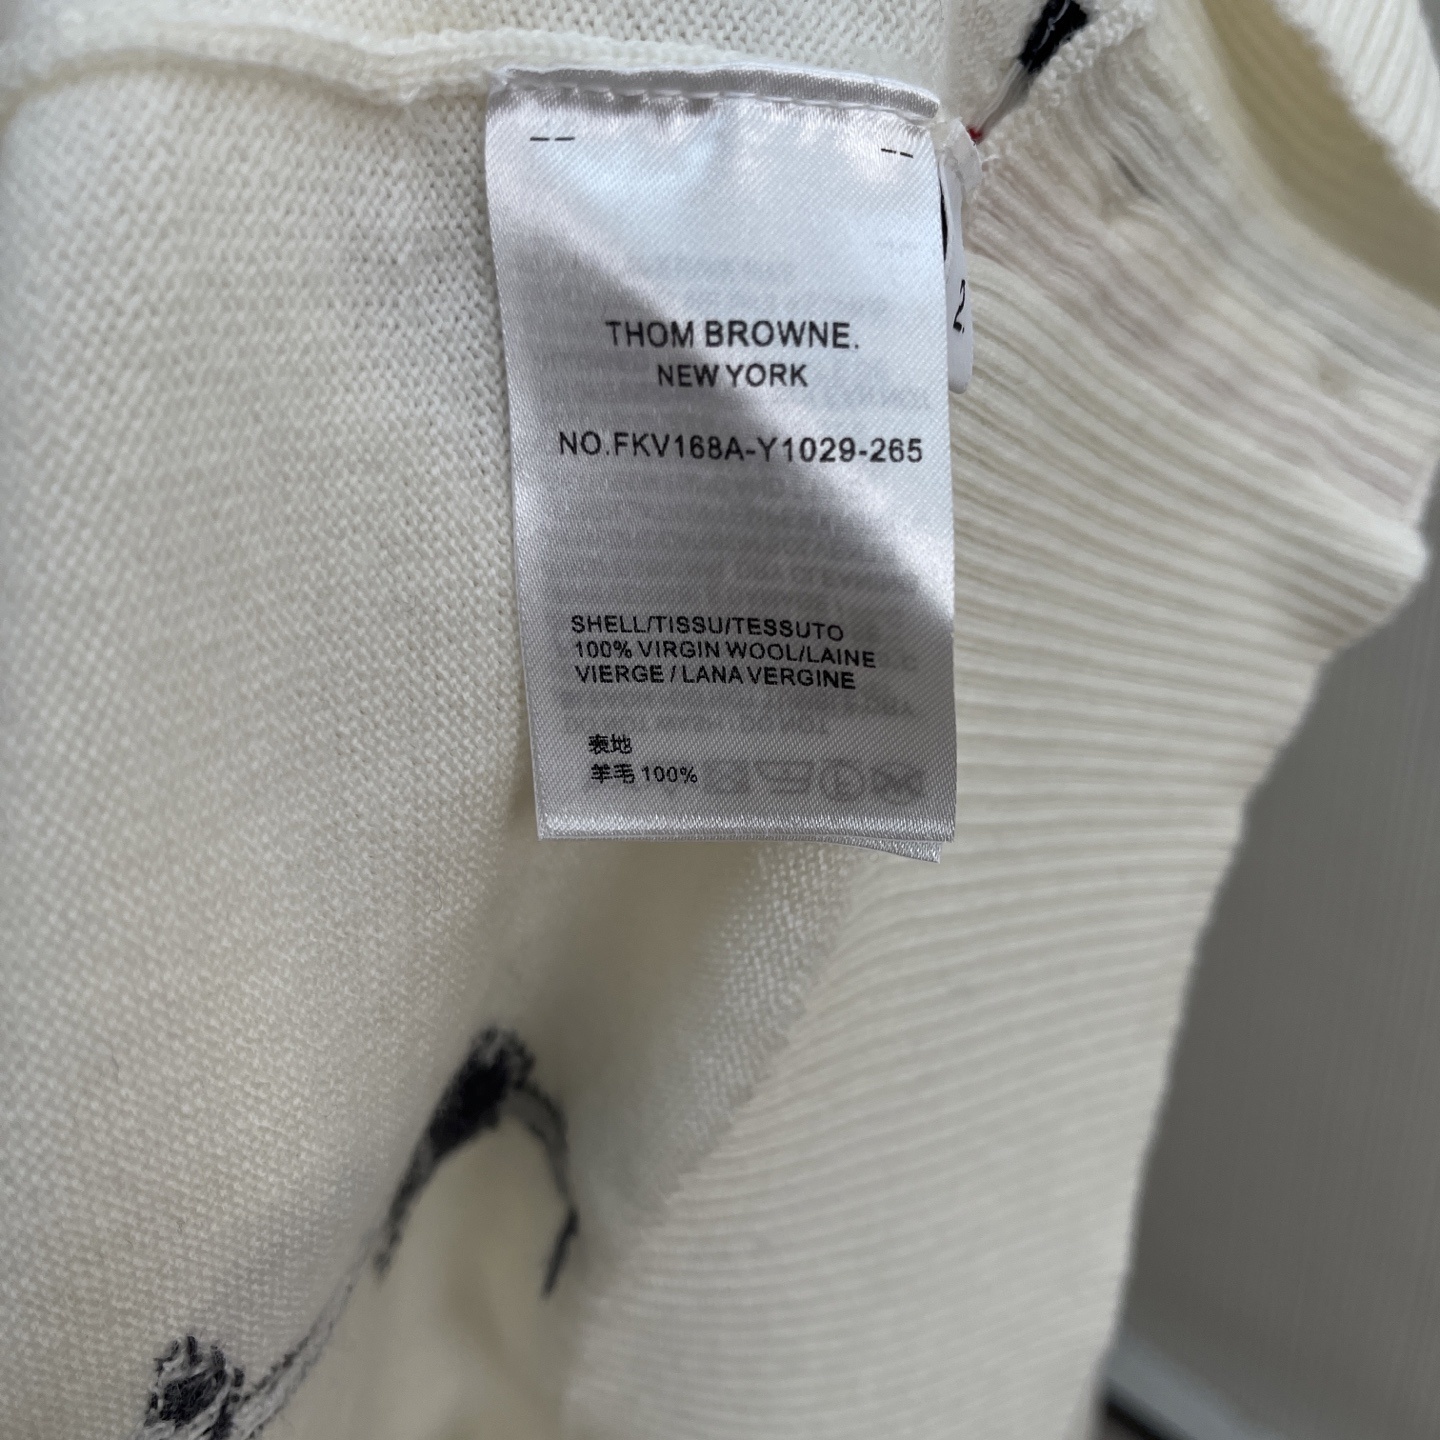 THOM BROWNE.
NEW YORK
NO.FKV168A-Y1029-265
SHELL/TISSU/TESSUTO
100% VIRGIN WOOL/LAINE
VIERGE / LANA VERGINE
表地
羊毛 100%
2